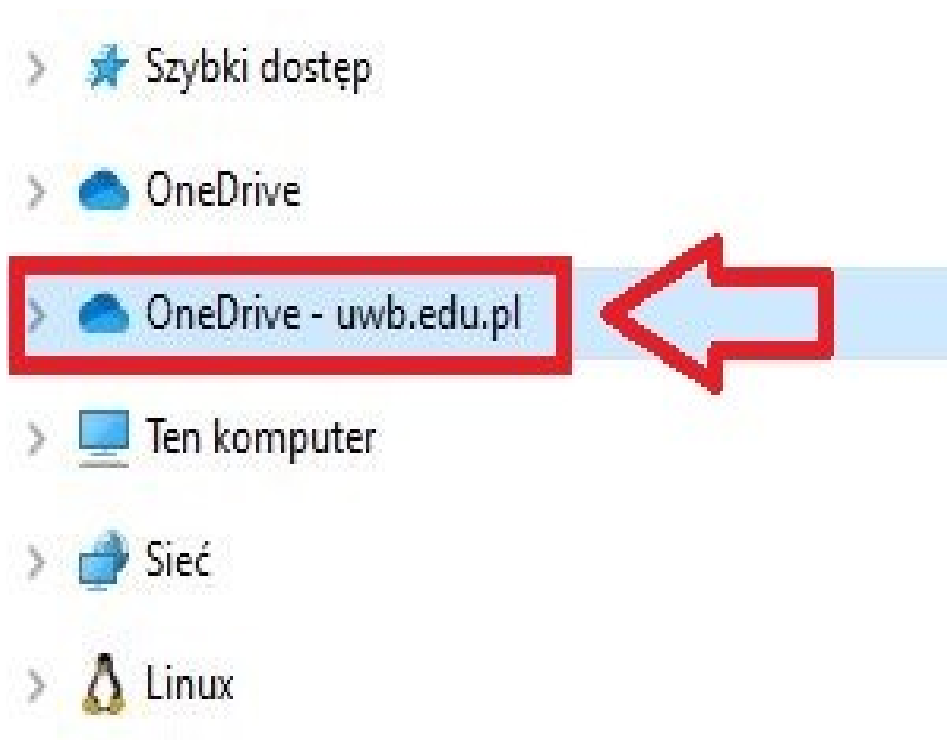 Szybki dostęp
OneDrive
OneDrive - uwb.edu.pl
Ten komputer
Sieć
Linux